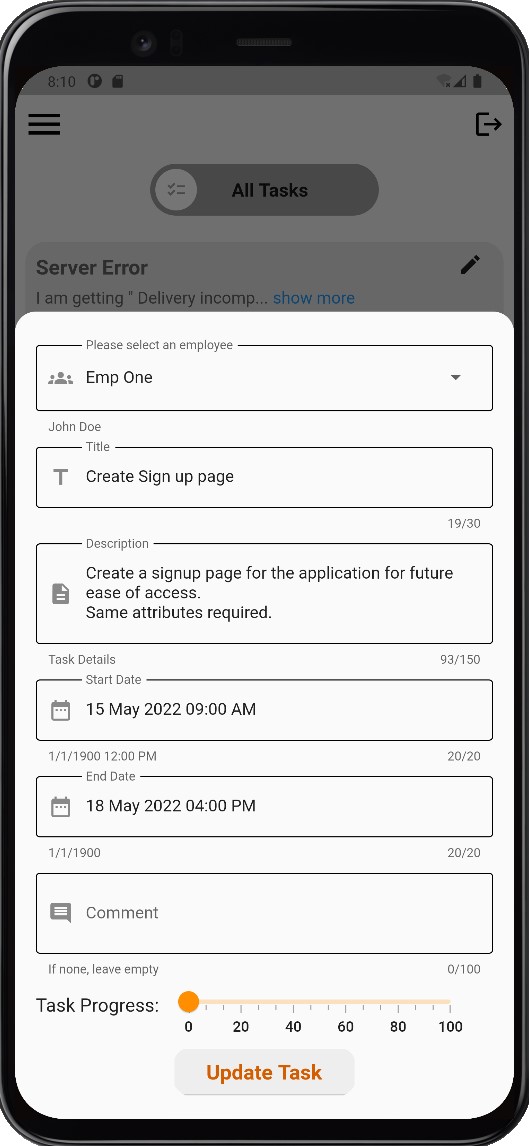 8:10
All Tasks
Server Error
I am getting " Delivery incomp... show more
Please select an employee
Emp One
John Doe
Title
Create Sign up page
19/30
Description
Create a signup page for the application for future
ease of access.
Same attributes required.
Task Details 93/150
Start Date
15 May 2022 09:00 AM
1/1/1900 12:00 PM 20/20
End Date
18 May 2022 04:00 PM
1/1/1900 20/20
Comment
If none, leave empty 0/100
Task Progress:
0 20 40 60 80 100
Update Task